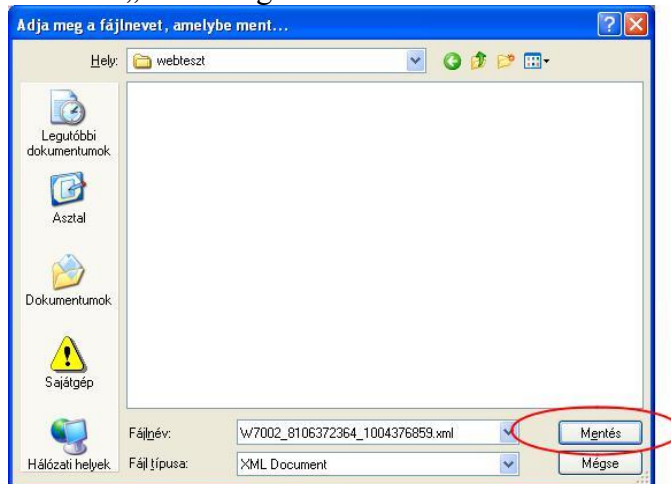 Adja meg a fájlnevet, amelybe ment...
Hely:
webteszt
Legutóbbi
dokumentumok
Asztal
Dokumentumok
Sajátgép
Hálózati helyek
Fájlnév:
W7002_8106372364_1004376859.xml
Mentés
Fájl típusa:
XML Document
Mégse